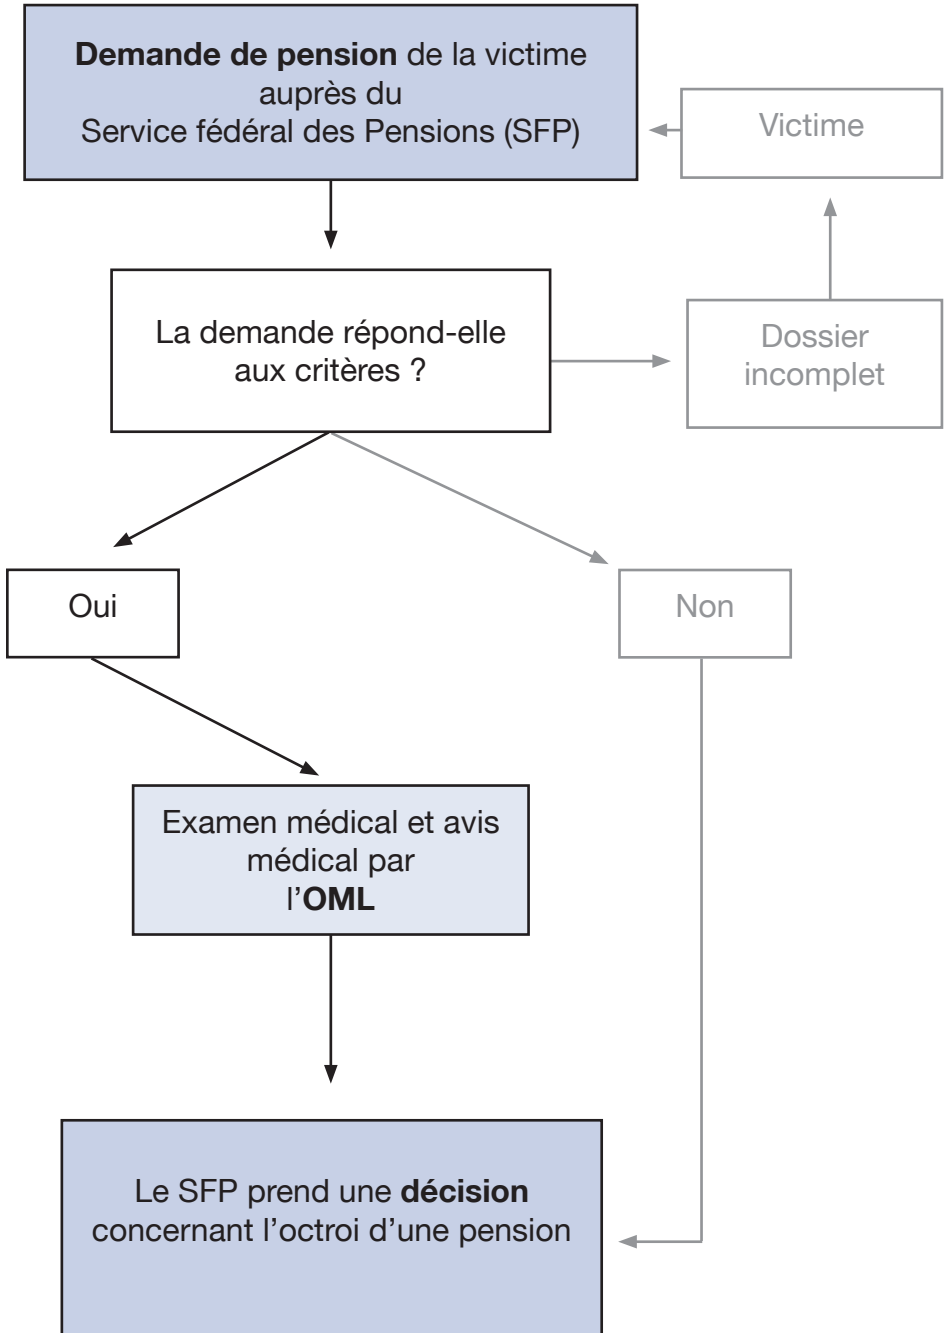 Demande de pension de la victime
auprès du
Service fédéral des Pensions (SFP)
Victime
La demande répond-elle
aux critères ?
Dossier
incomplet
Oui
Non
Examen médical et avis
médical par
l’OML
Le SFP prend une décision
concernant l’octroi d’une pension